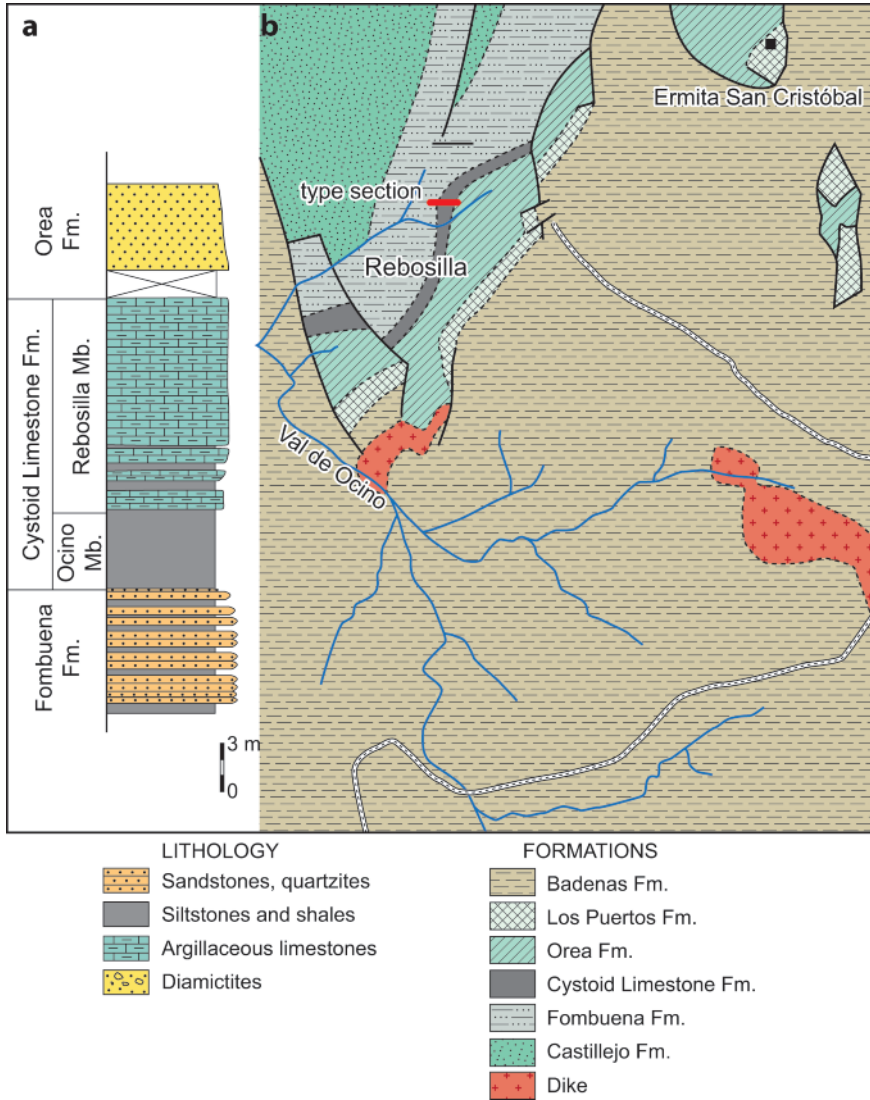 a
b
Orea
Fm.
Cystoid Limestone Fm.
Rebosilla Mb.
Ocino
Mb.
Fombuena
Fm.
3 m
0
Ermita San Cristóbal
type section
Rebosilla
Val de Ocino
LITHOLOGY
Sandstones, quartzites
Siltstones and shales
Argillaceous limestones
Diamictites
FORMATIONS
Badenas Fm.
Los Puertos Fm.
Orea Fm.
Cystoid Limestone Fm.
Fombuena Fm.
Castillejo Fm.
Dike